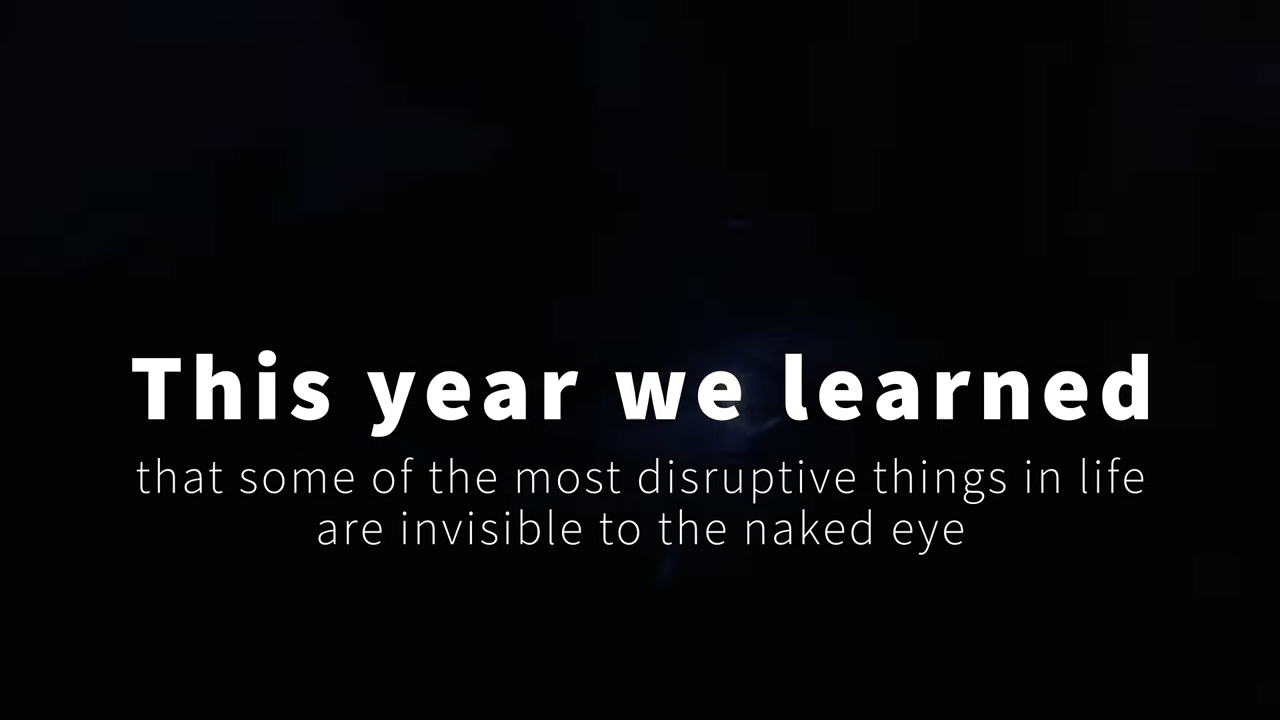 This year we learned
that some of the most disruptive things in life
are invisible to the naked eye